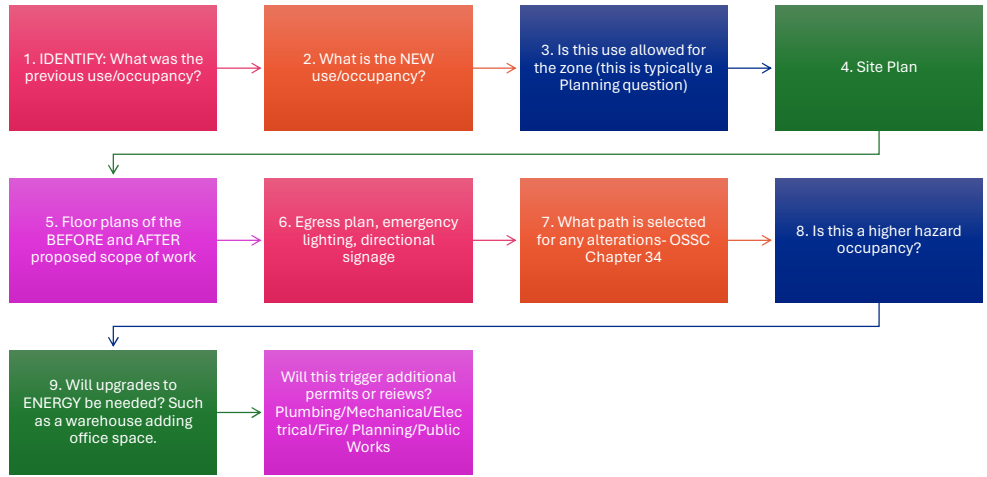 1. IDENTIFY: What was the
previous use/occupancy?
2. What is the NEW
use/occupancy?
3. Is this use allowed for
the zone (this is typically a
Planning question)
4. Site Plan
5. Floor plans of the
BEFORE and AFTER
proposed scope of work
6. Egress plan, emergency
lighting, directional
signage
7. What path is selected
for any alterations- OSSC
Chapter 34
8. Is this a higher hazard
occupancy?
9. Will upgrades to
ENERGY be needed? Such
as a warehouse adding
office space.
Will this trigger additional
permits or reiews?
Plumbing/Mechanical/Elec
trical/Fire/ Planning/Public
Works